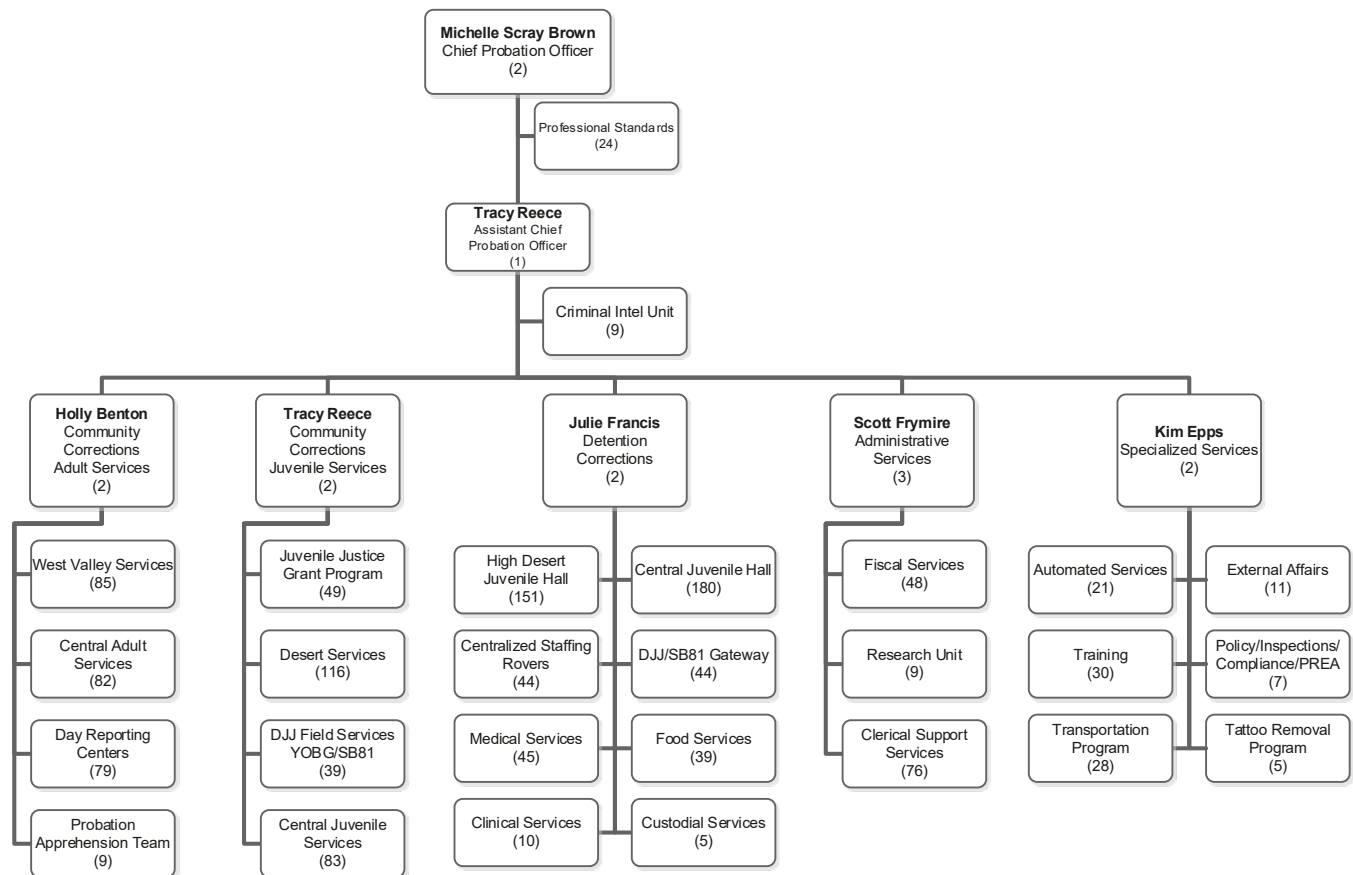 Michelle Scray Brown
Chief Probation Officer
(2)
Professional Standards
(24)
Tracy Reece
Assistant Chief
Probation Officer
(1)
Criminal Intel Unit
(9)
Holly Benton
Community
Corrections
Adult Services
(2)
Tracy Reece
Community
Corrections
Juvenile Services
(2)
Julie Francis
Detention
Corrections
(2)
Scott Frymire
Administrative
Services
(3)
Kim Epps
Specialized Services
(2)
West Valley Services
(85)
Central Adult
Services
(82)
Day Reporting
Centers
(79)
Probation
Apprehension Team
(9)
Juvenile Justice
Grant Program
(49)
Desert Services
(116)
DJJ Field Services
YOBG/SB81
(39)
Central Juvenile
Services
(83)
High Desert
Juvenile Hall
(151)
Central Juvenile Hall
(180)
Centralized Staffing
Rovers
(44)
DJJ/SB81 Gateway
(44)
Medical Services
(45)
Food Services
(39)
Clinical Services
(10)
Custodial Services
(5)
Fiscal Services
(48)
Research Unit
(9)
Clerical Support
Services
(76)
Automated Services
(21)
External Affairs
(11)
Training
(30)
Policy/Inspections/
Compliance/PREA
(7)
Transportation
Program
(28)
Tattoo Removal
Program
(5)